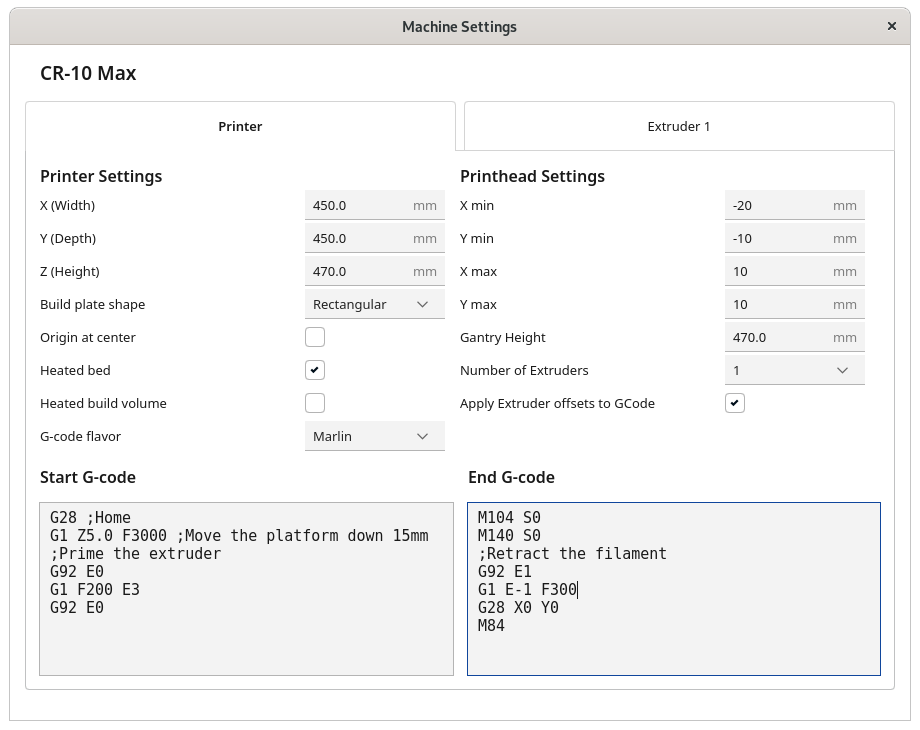 Machine Settings
CR-10 Max
Printer
Extruder 1
Printer Settings
X (Width) 450.0 mm
Y (Depth) 450.0 mm
Z (Height) 470.0 mm
Build plate shape Rectangular
Origin at center
Heated bed
Heated build volume
G-code flavor Marlin
Printhead Settings
X min -20 mm
Y min -10 mm
X max 10 mm
Y max 10 mm
Gantry Height 470.0 mm
Number of Extruders 1
Apply Extruder offsets to GCode
Start G-code
G28 ;Home
G1 Z5.0 F3000 ;Move the platform down 15mm
;Prime the extruder
G92 E0
G1 F200 E3
G92 E0
End G-code
M104 S0
M140 S0
;Retract the filament
G92 E1
G1 E-1 F300
G28 X0 Y0
M84